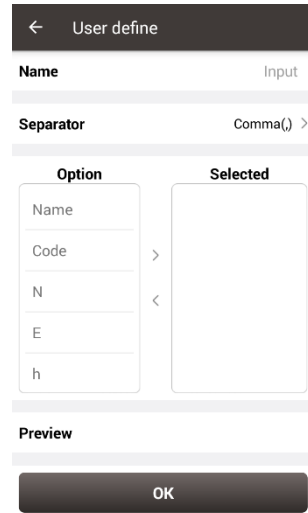 User define
Name Input
Separator Comma(,)
Option Selected
Name
Code
N
E
h
Preview
OK